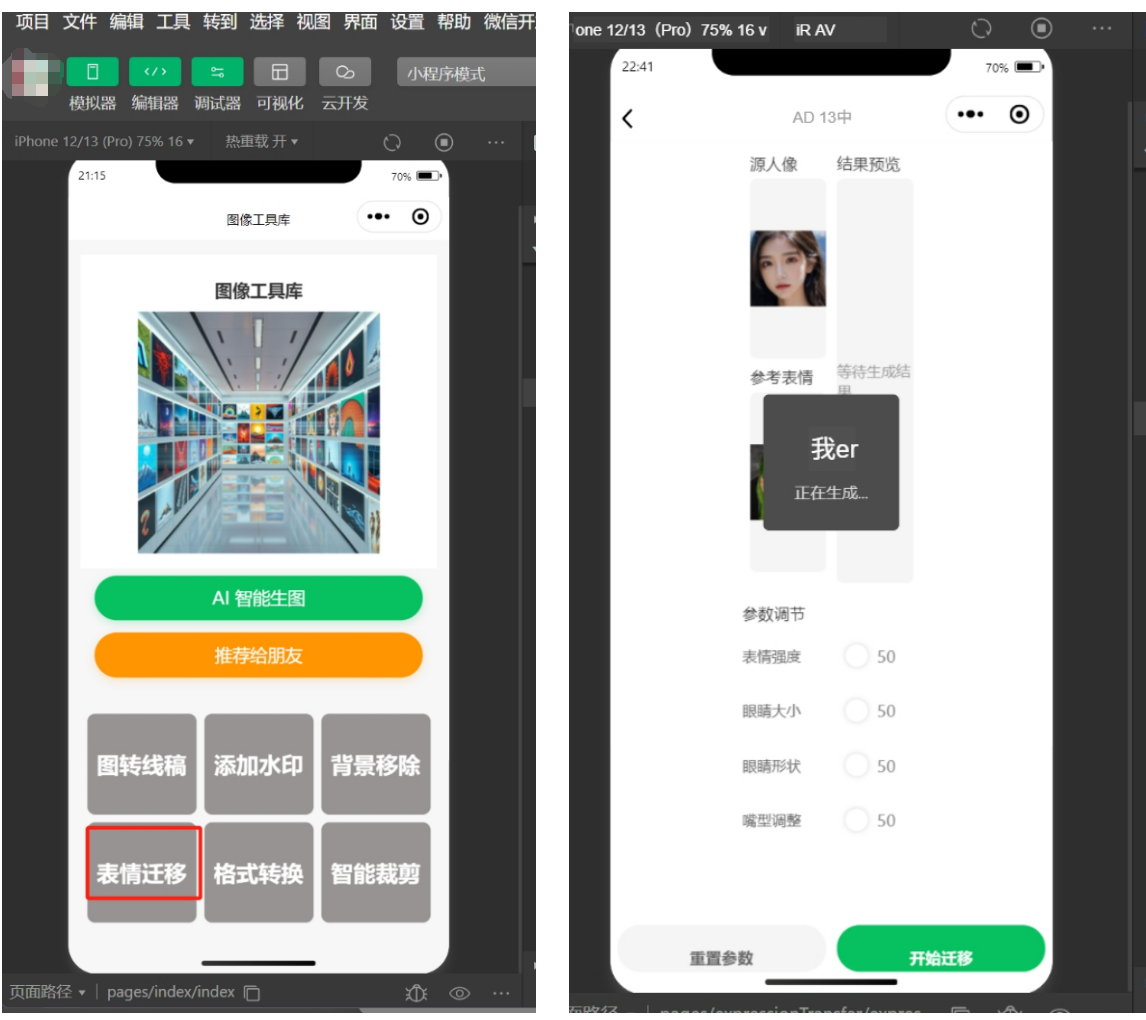 项目 文件 编辑 工具 转到 选择 视图 界面 设置 帮助 微信开
模拟器 编辑器 调试器 可视化 云开发
小程序模式
iPhone 12/13 (Pro) 75% 16 热重载 开
21:15 70%
图像工具库
图像工具库
AI 智能生图
推荐给朋友
图转线稿 添加水印 背景移除
表情迁移 格式转换 智能裁剪
页面路径 pages/index/index
one 12/13 (Pro) 75% 16 v iR AV
22:41 70%
AD 13中
源人像 结果预览
参考表情
等待生成结
果
我er
正在生成...
参数调节
表情强度 50
眼睛大小 50
眼睛形状 50
嘴型调整 50
重置参数 开始迁移